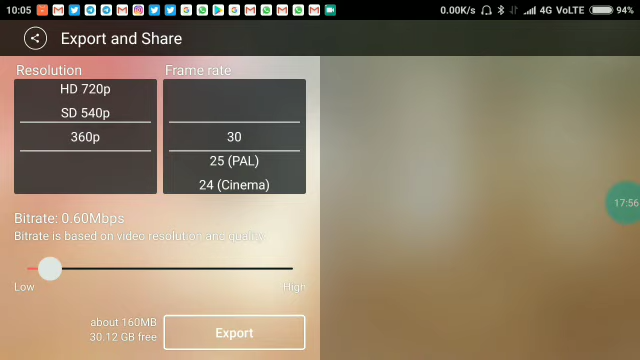 10:05
0.00K/s 4G VoLTE 94%
Export and Share
Resolution
Frame rate
HD 720p
SD 540p
360p
30
25 (PAL)
24 (Cinema)
Bitrate: 0.60Mbps
Bitrate is based on video resolution and quality
Low
High
about 160MB
30.12 GB free
Export
17:56